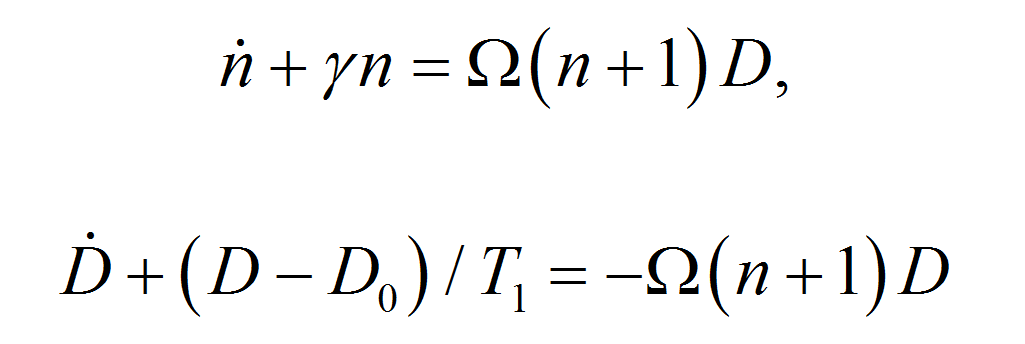 ṅ + γn = Ω(n + 1)D,
Ḋ + (D − D₀) / T₁ = −Ω(n + 1)D